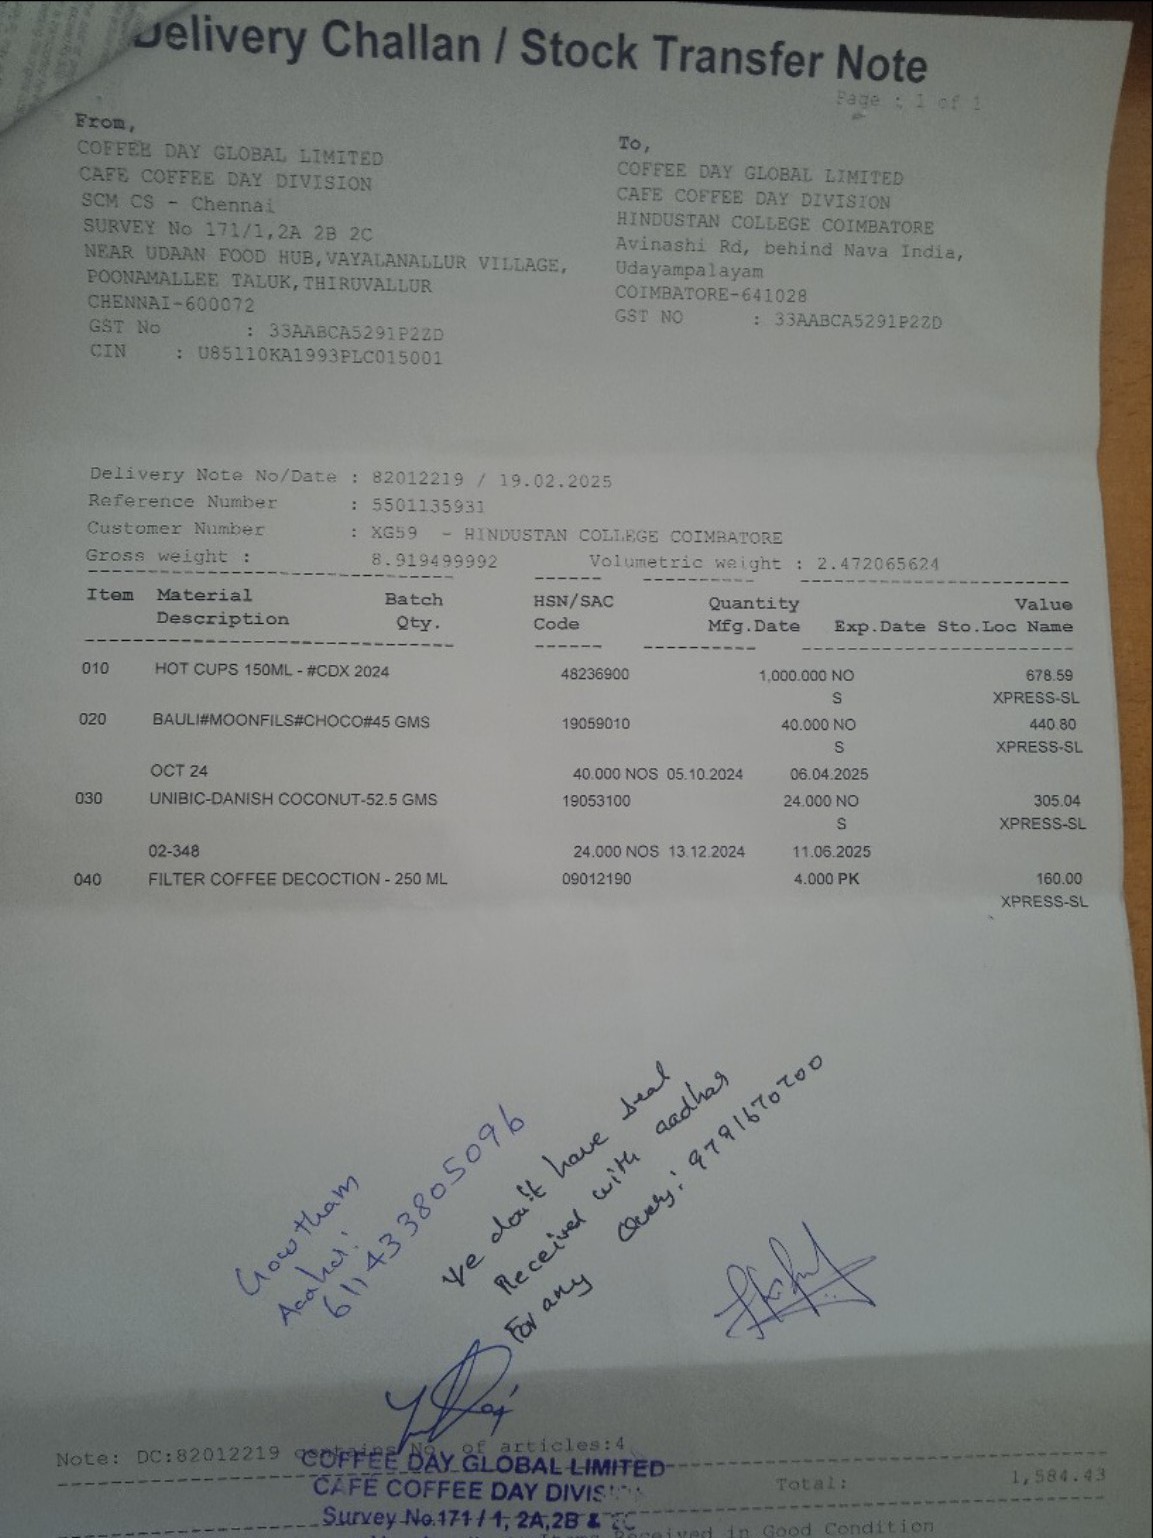 Delivery Challan / Stock Transfer Note
Page : 1 of 1
From,
COFFEE DAY GLOBAL LIMITED
CAFE COFFEE DAY DIVISION
SCM CS - Chennai
SURVEY No 171/1,2A 2B 2C
NEAR UDAAN FOOD HUB,VAYALANALLUR VILLAGE,
POONAMALLEE TALUK,THIRUVALLUR
CHENNAI-600072
GST No : 33AABCA5291P2ZD
CIN : U85110KA1993PLC015001
To,
COFFEE DAY GLOBAL LIMITED
CAFE COFFEE DAY DIVISION
HINDUSTAN COLLEGE COIMBATORE
Avinashi Rd, behind Nava India,
Udayampalayam
COIMBATORE-641028
GST NO : 33AABCA5291P2ZD
Delivery Note No/Date : 82012219 / 19.02.2025
Reference Number : 5501135931
Customer Number : XG59 - HINDUSTAN COLLEGE COIMBATORE
Gross weight : 8.919499992 Volumetric weight : 2.472065624
Item Material Batch HSN/SAC Quantity Value
Description Qty. Code Mfg.Date Exp.Date Sto.Loc Name
010 HOT CUPS 150ML - #CDX 2024 48236900 1,000.000 NO 678.59
S XPRESS-SL
020 BAULI#MOONFILS#CHOCO#45 GMS 19059010 40.000 NO 440.80
S XPRESS-SL
OCT 24 40.000 NOS 05.10.2024 06.04.2025
030 UNIBIC-DANISH COCONUT-52.5 GMS 19053100 24.000 NO 305.04
S XPRESS-SL
02-348 24.000 NOS 13.12.2024 11.06.2025
040 FILTER COFFEE DECOCTION - 250 ML 09012190 4.000 PK 160.00
XPRESS-SL
Gowtham
Aadhar:
611433805096
We don't have seal
Received with aadhar
For any Query: 9791670700
Note: DC:82012219 contains No. of articles:4
COFFEE DAY GLOBAL LIMITED
Total: 1,584.43
CAFE COFFEE DAY DIVIS
Survey No.171 / 1, 2A,2B & 2C
Items Received in Good Condition